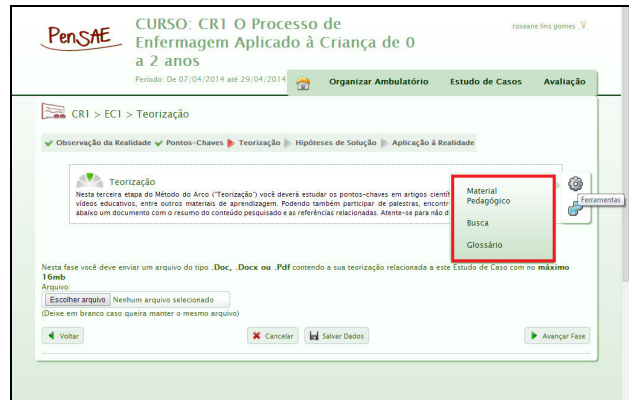 PenSAE
CURSO: CR1 O Processo de
Enfermagem Aplicado à Criança de 0
a 2 anos
roseane lins gomes
Período: De 07/04/2014 até 29/04/2014
Organizar Ambulatório Estudo de Casos Avaliação
CR1 > EC1 > Teorização
Observação da Realidade Pontos-Chaves Teorização Hipóteses de Solução Aplicação à Realidade
Teorização
Nesta terceira etapa do Método do Arco ("Teorização") você deverá estudar os pontos-chaves em artigos
vídeos educativos, entre outros materiais de aprendizagem. Podendo também participar de palestras,
abaixo um documento com o resumo do conteúdo pesquisado e as referências relacionadas. Atente-se para não
Material
Pedagógico
Busca
Glossário
Ferramentas
Nesta fase você deve enviar um arquivo do tipo .Doc, .Docx ou .Pdf contendo a sua teorização relacionada a este Estudo de Caso com no máximo
16mb
Arquivo:
Escolher arquivo Nenhum arquivo selecionado
(Deixe em branco caso queira manter o mesmo arquivo)
Voltar Cancelar Salvar Dados Avançar Fase